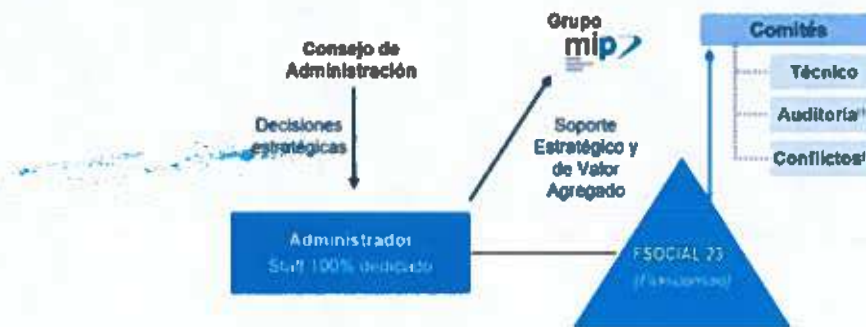 Consejo de
Administración
Decisiones
estratégicas
Grupo
mip
Soporte
Estratégico y
de Valor
Agregado
Comités
Técnico
Auditoría
Conflictos
Administrador
Staff 100% dedicado
FSOCIAL 23
(Fideicomiso)